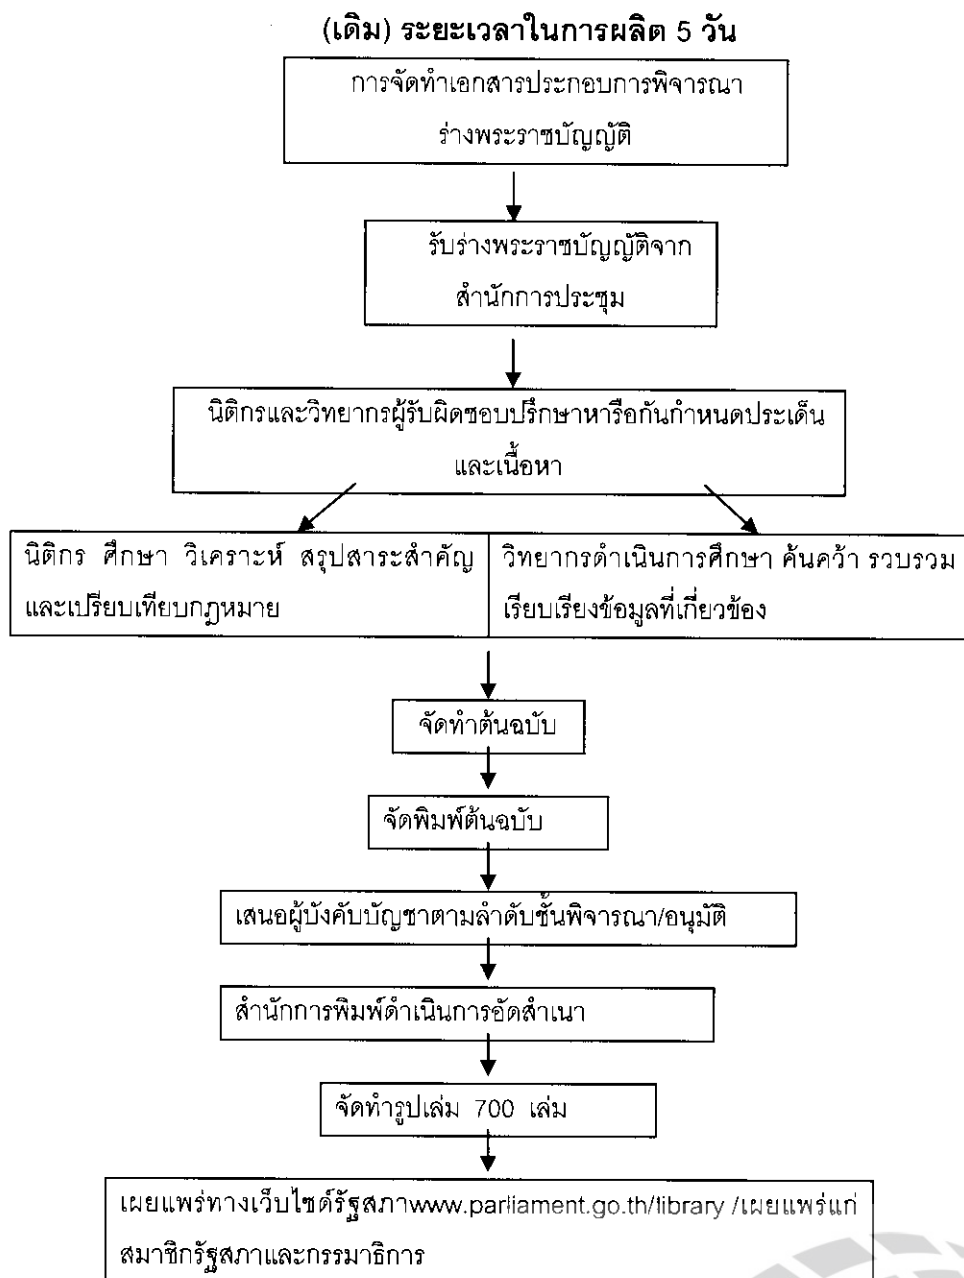 (เดิม) ระยะเวลาในการผลิต 5 วัน
การจัดทำเอกสารประกอบการพิจารณา
ร่างพระราชบัญญัติ
รับร่างพระราชบัญญัติจาก
สำนักการประชุม
นิติกรและวิทยากรผู้รับผิดชอบปรึกษาหารือกันกำหนดประเด็น
และเนื้อหา
นิติกร ศึกษา วิเคราะห์ สรุปสาระสำคัญ
และเปรียบเทียบกฎหมาย
วิทยากรดำเนินการศึกษา ค้นคว้า รวบรวม
เรียบเรียงข้อมูลที่เกี่ยวข้อง
จัดทำต้นฉบับ
จัดพิมพ์ต้นฉบับ
เสนอผู้บังคับบัญชาตามลำดับชั้นพิจารณา/อนุมัติ
สำนักการพิมพ์ดำเนินการอัดสำเนา
จัดทำรูปเล่ม 700 เล่ม
เผยแพร่ทางเว็บไซต์รัฐสภาwww.parliament.go.th/library /เผยแพร่แก่
สมาชิกรัฐสภาและกรรมาธิการ